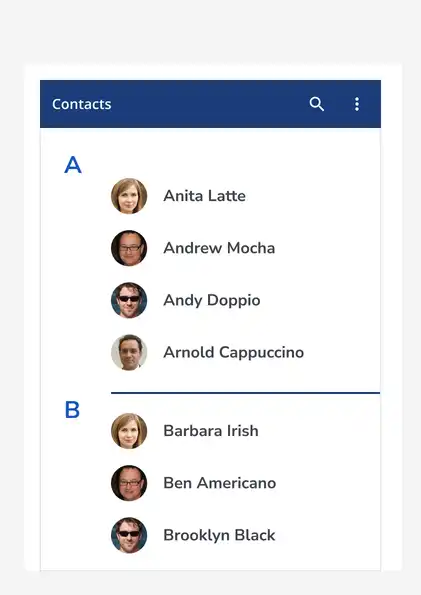 Contacts
A
Anita Latte
Andrew Mocha
Andy Doppio
Arnold Cappuccino
B
Barbara Irish
Ben Americano
Brooklyn Black